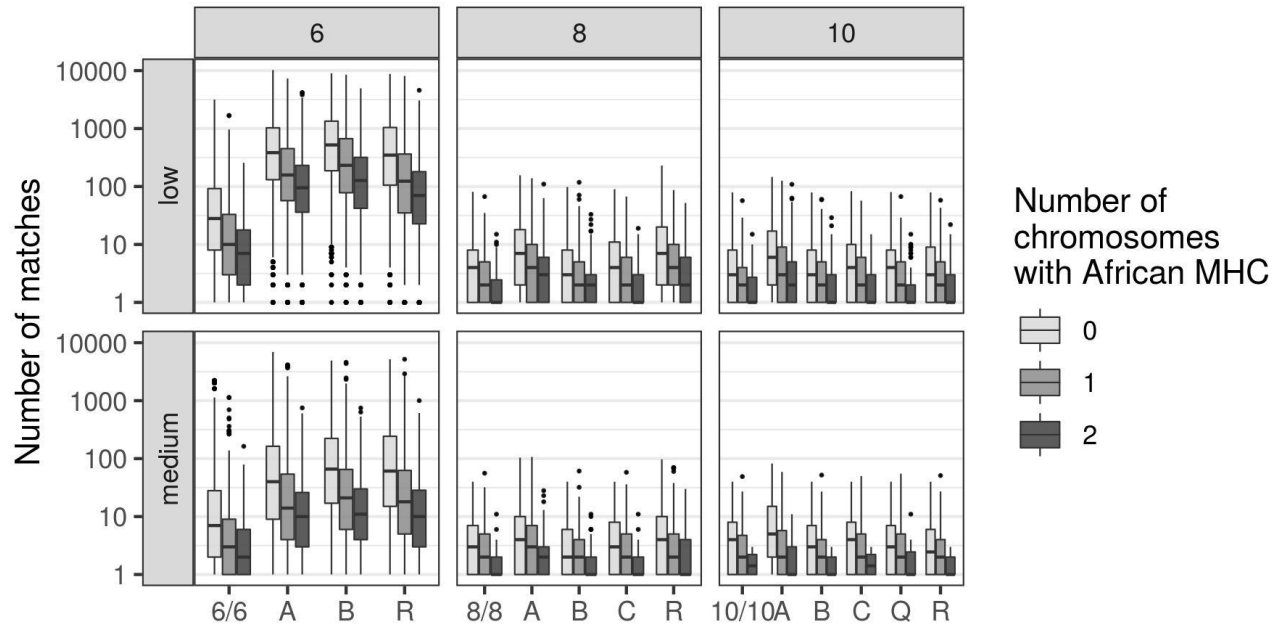 6 8 10
Number of matches
low
10000
1000
100
10
1
medium
10000
1000
100
10
1
6/6 A B R
8/8 A B C R
10/10 A B C Q R
Number of
chromosomes
with African MHC
0
1
2